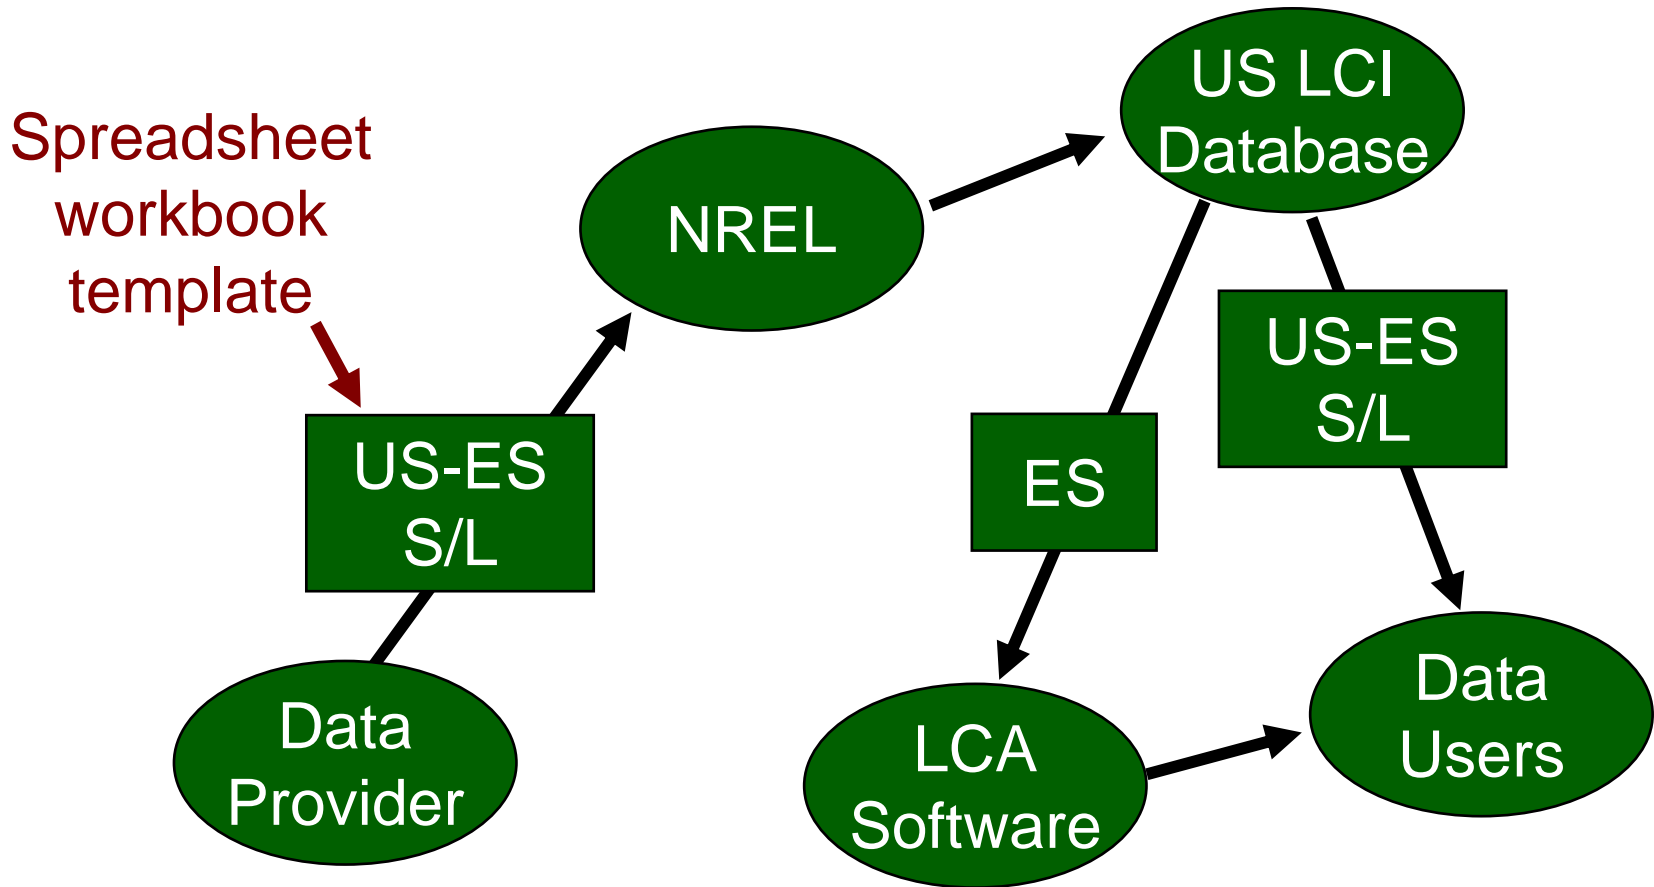 Spreadsheet
workbook
template
US-ES
S/L
Data
Provider
NREL
US LCI
Database
ES
US-ES
S/L
LCA
Software
Data
Users